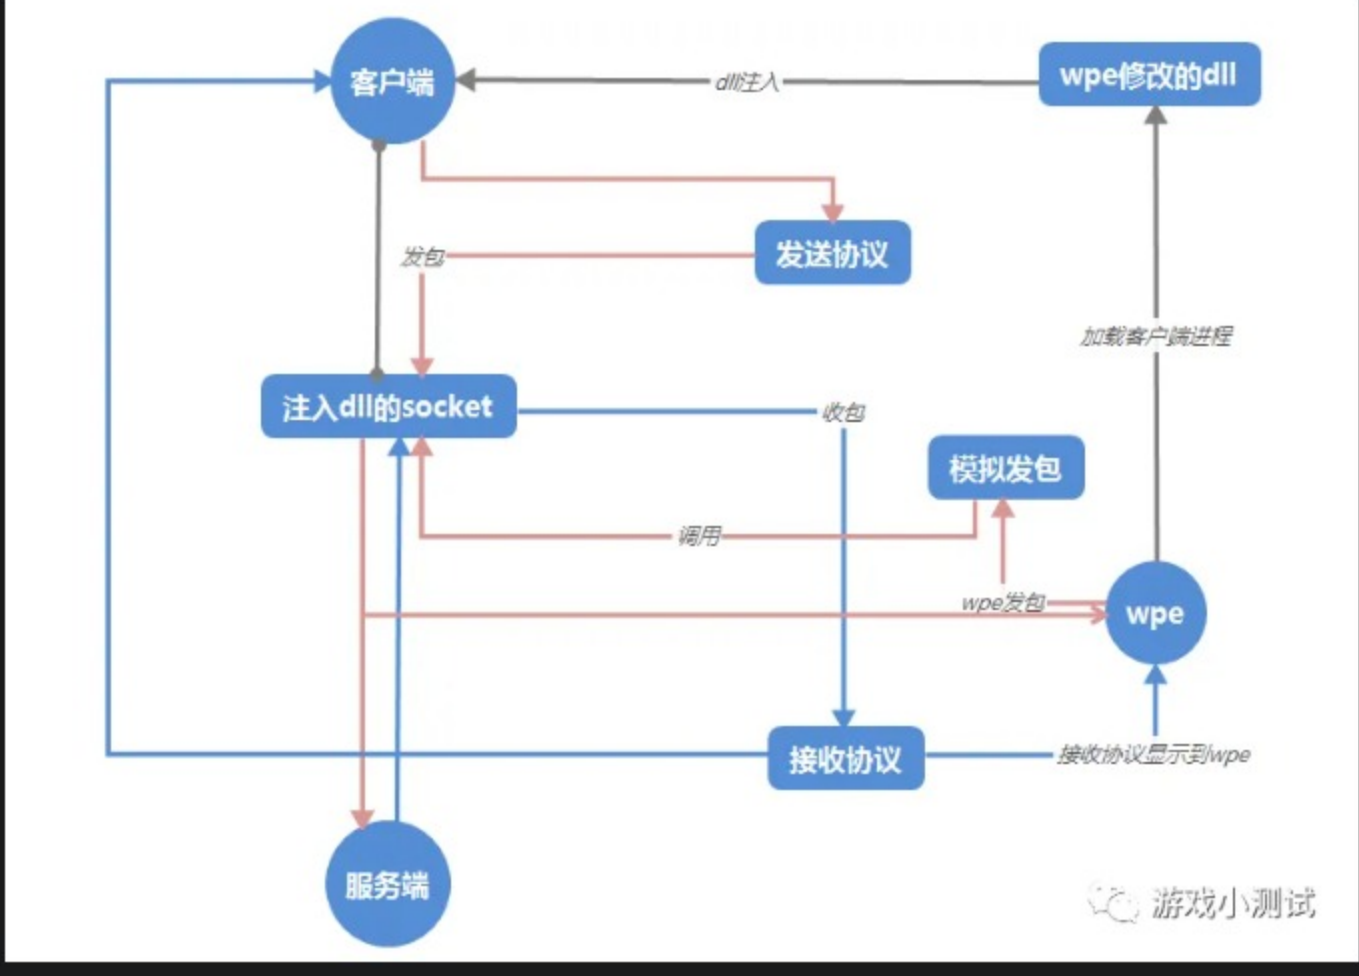 客户端
dll注入
wpe修改的dll
发包
发送协议
加载客户端进程
注入dll的socket
收包
模拟发包
调用
wpe发包
wpe
接收协议
接收协议显示到wpe
服务端
游戏小测试